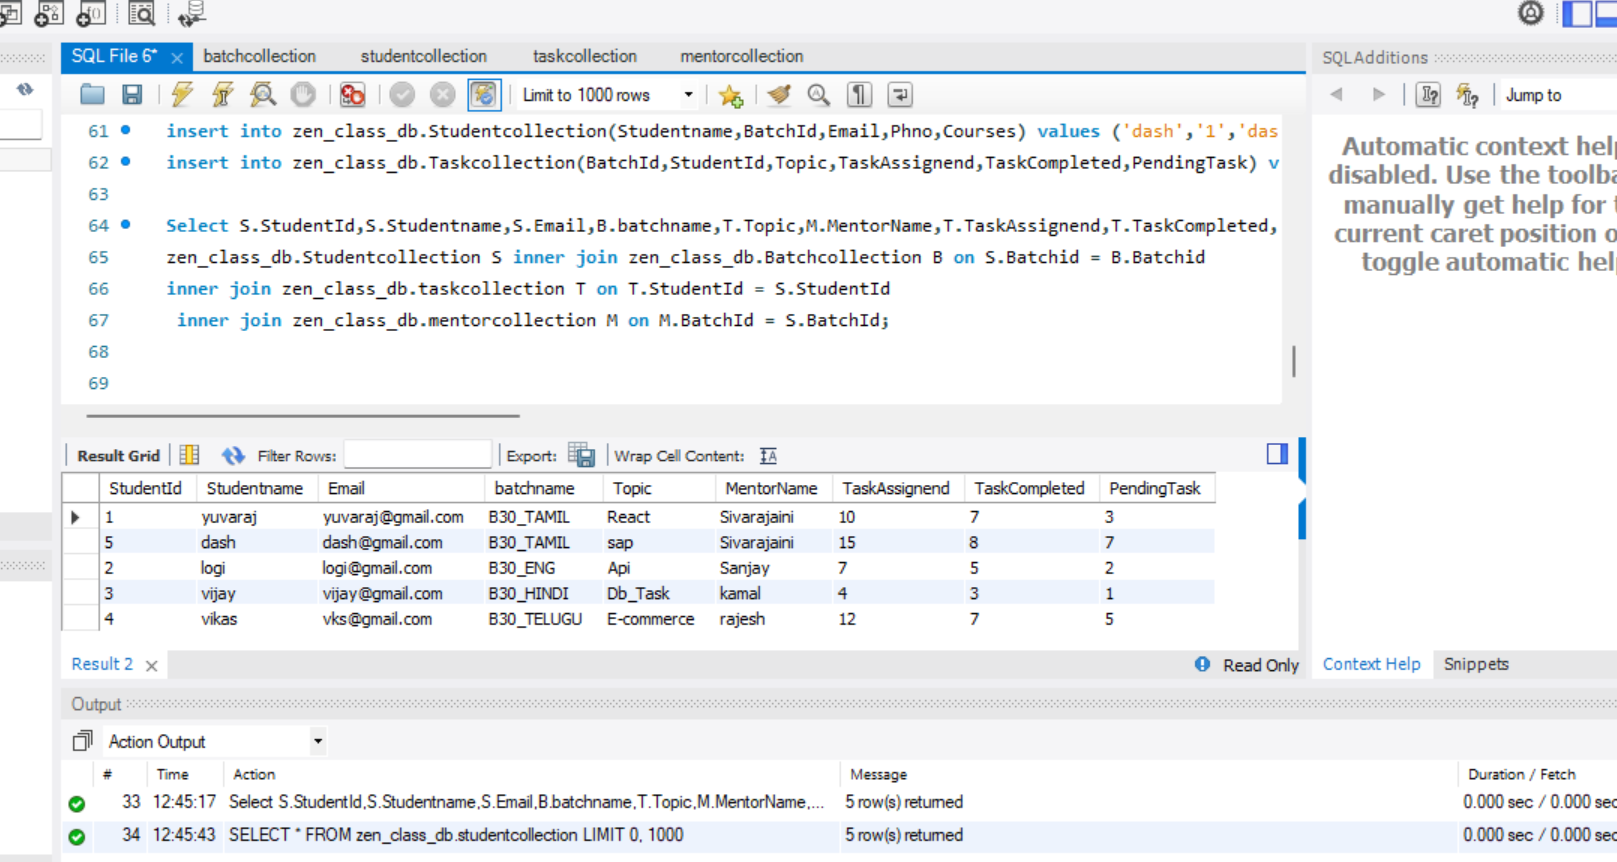 SQL File 6* batchcollection studentcollection taskcollection mentorcollection SQLAdditions
Limit to 1000 rows Jump to
61 insert into zen_class_db.Studentcollection(Studentname,BatchId,Email,Phno,Courses) values ('dash','1','das
62 insert into zen_class_db.Taskcollection(BatchId,StudentId,Topic,TaskAssignend,TaskCompleted,PendingTask) v
63
64 Select S.StudentId,S.Studentname,S.Email,B.batchname,T.Topic,M.MentorName,T.TaskAssignend,T.TaskCompleted,
65 zen_class_db.Studentcollection S inner join zen_class_db.Batchcollection B on S.Batchid = B.Batchid
66 inner join zen_class_db.taskcollection T on T.StudentId = S.StudentId
67 inner join zen_class_db.mentorcollection M on M.BatchId = S.BatchId;
68
69
Automatic context help
disabled. Use the toolba
manually get help for t
current caret position o
toggle automatic help
Result Grid Filter Rows: Export: Wrap Cell Content:
StudentId Studentname Email batchname Topic MentorName TaskAssignend TaskCompleted PendingTask
1 yuvaraj yuvaraj@gmail.com B30_TAMIL React Sivarajaini 10 7 3
5 dash dash@gmail.com B30_TAMIL sap Sivarajaini 15 8 7
2 logi logi@gmail.com B30_ENG Api Sanjay 7 5 2
3 vijay vijay@gmail.com B30_HINDI Db_Task kamal 4 3 1
4 vikas vks@gmail.com B30_TELUGU E-commerce rajesh 12 7 5
Result 2 Read Only Context Help Snippets
Output
Action Output
# Time Action Message Duration / Fetch
33 12:45:17 Select S.StudentId,S.Studentname,S.Email,B.batchname,T.Topic,M.MentorName,... 5 row(s) returned 0.000 sec / 0.000 sec
34 12:45:43 SELECT * FROM zen_class_db.studentcollection LIMIT 0, 1000 5 row(s) returned 0.000 sec / 0.000 sec